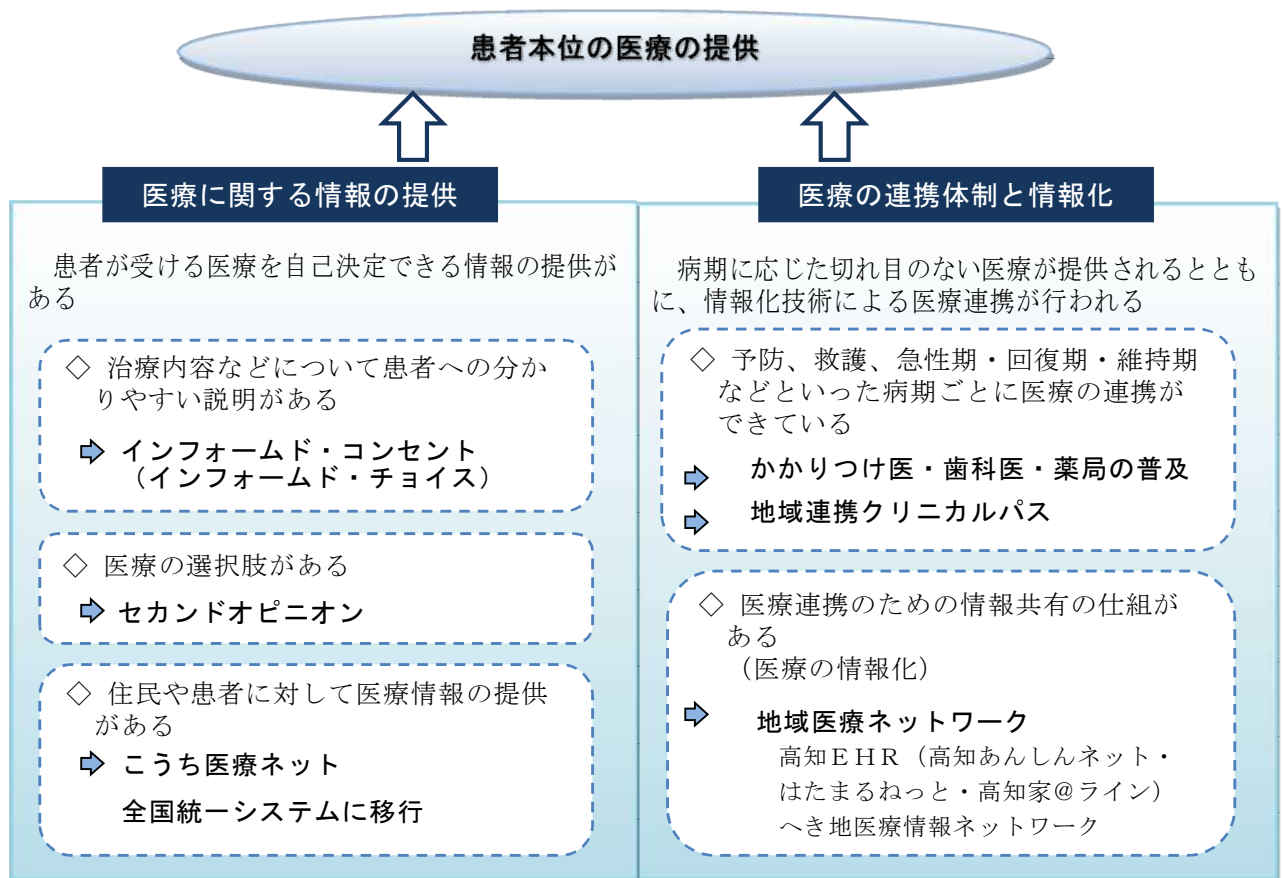 患者本位の医療の提供
医療に関する情報の提供
患者が受ける医療を自己決定できる情報の提供が
ある
◇ 治療内容などについて患者への分か
りやすい説明がある
インフォームド・コンセント
（インフォームド・チョイス）
◇ 医療の選択肢がある
セカンドオピニオン
◇ 住民や患者に対して医療情報の提供
がある
こうち医療ネット
全国統一システムに移行
医療の連携体制と情報化
病期に応じた切れ目のない医療が提供されるととも
に、情報化技術による医療連携が行われる
◇ 予防、救護、急性期・回復期・維持期
などといった病期ごとに医療の連携が
できている
かかりつけ医・歯科医・薬局の普及
地域連携クリニカルパス
◇ 医療連携のための情報共有の仕組が
ある
（医療の情報化）
地域医療ネットワーク
高知ＥＨＲ（高知あんしんネット・
はたまるねっと・高知家@ライン）
へき地医療情報ネットワーク